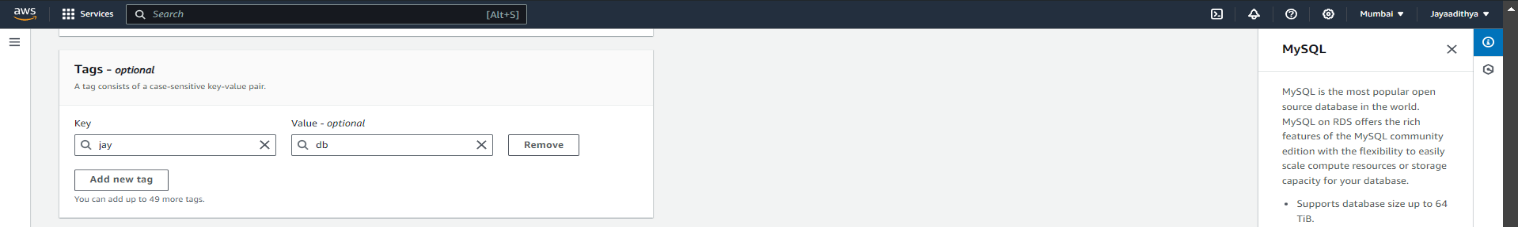 aws Services Search [Alt+S] Mumbai ▼ Jayaadithya ▼
Tags - optional
A tag consists of a case-sensitive key-value pair.
Key Value - optional
jay db Remove
Add new tag
You can add up to 49 more tags.
MySQL
MySQL is the most popular open
source database in the world.
MySQL on RDS offers the rich
features of the MySQL community
edition with the flexibility to easily
scale compute resources or storage
capacity for your database.
• Supports database size up to 64
TiB.